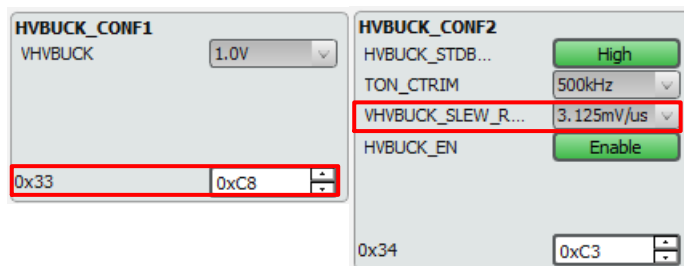 HVBUCK_CONF1
VHVBUCK 1.0V
0x33 0xC8
HVBUCK_CONF2
HVBUCK_STDB... High
TON_CTRIM 500kHz
VHVBUCK_SLEW_R... 3.125mV/us
HVBUCK_EN Enable
0x34 0xC3